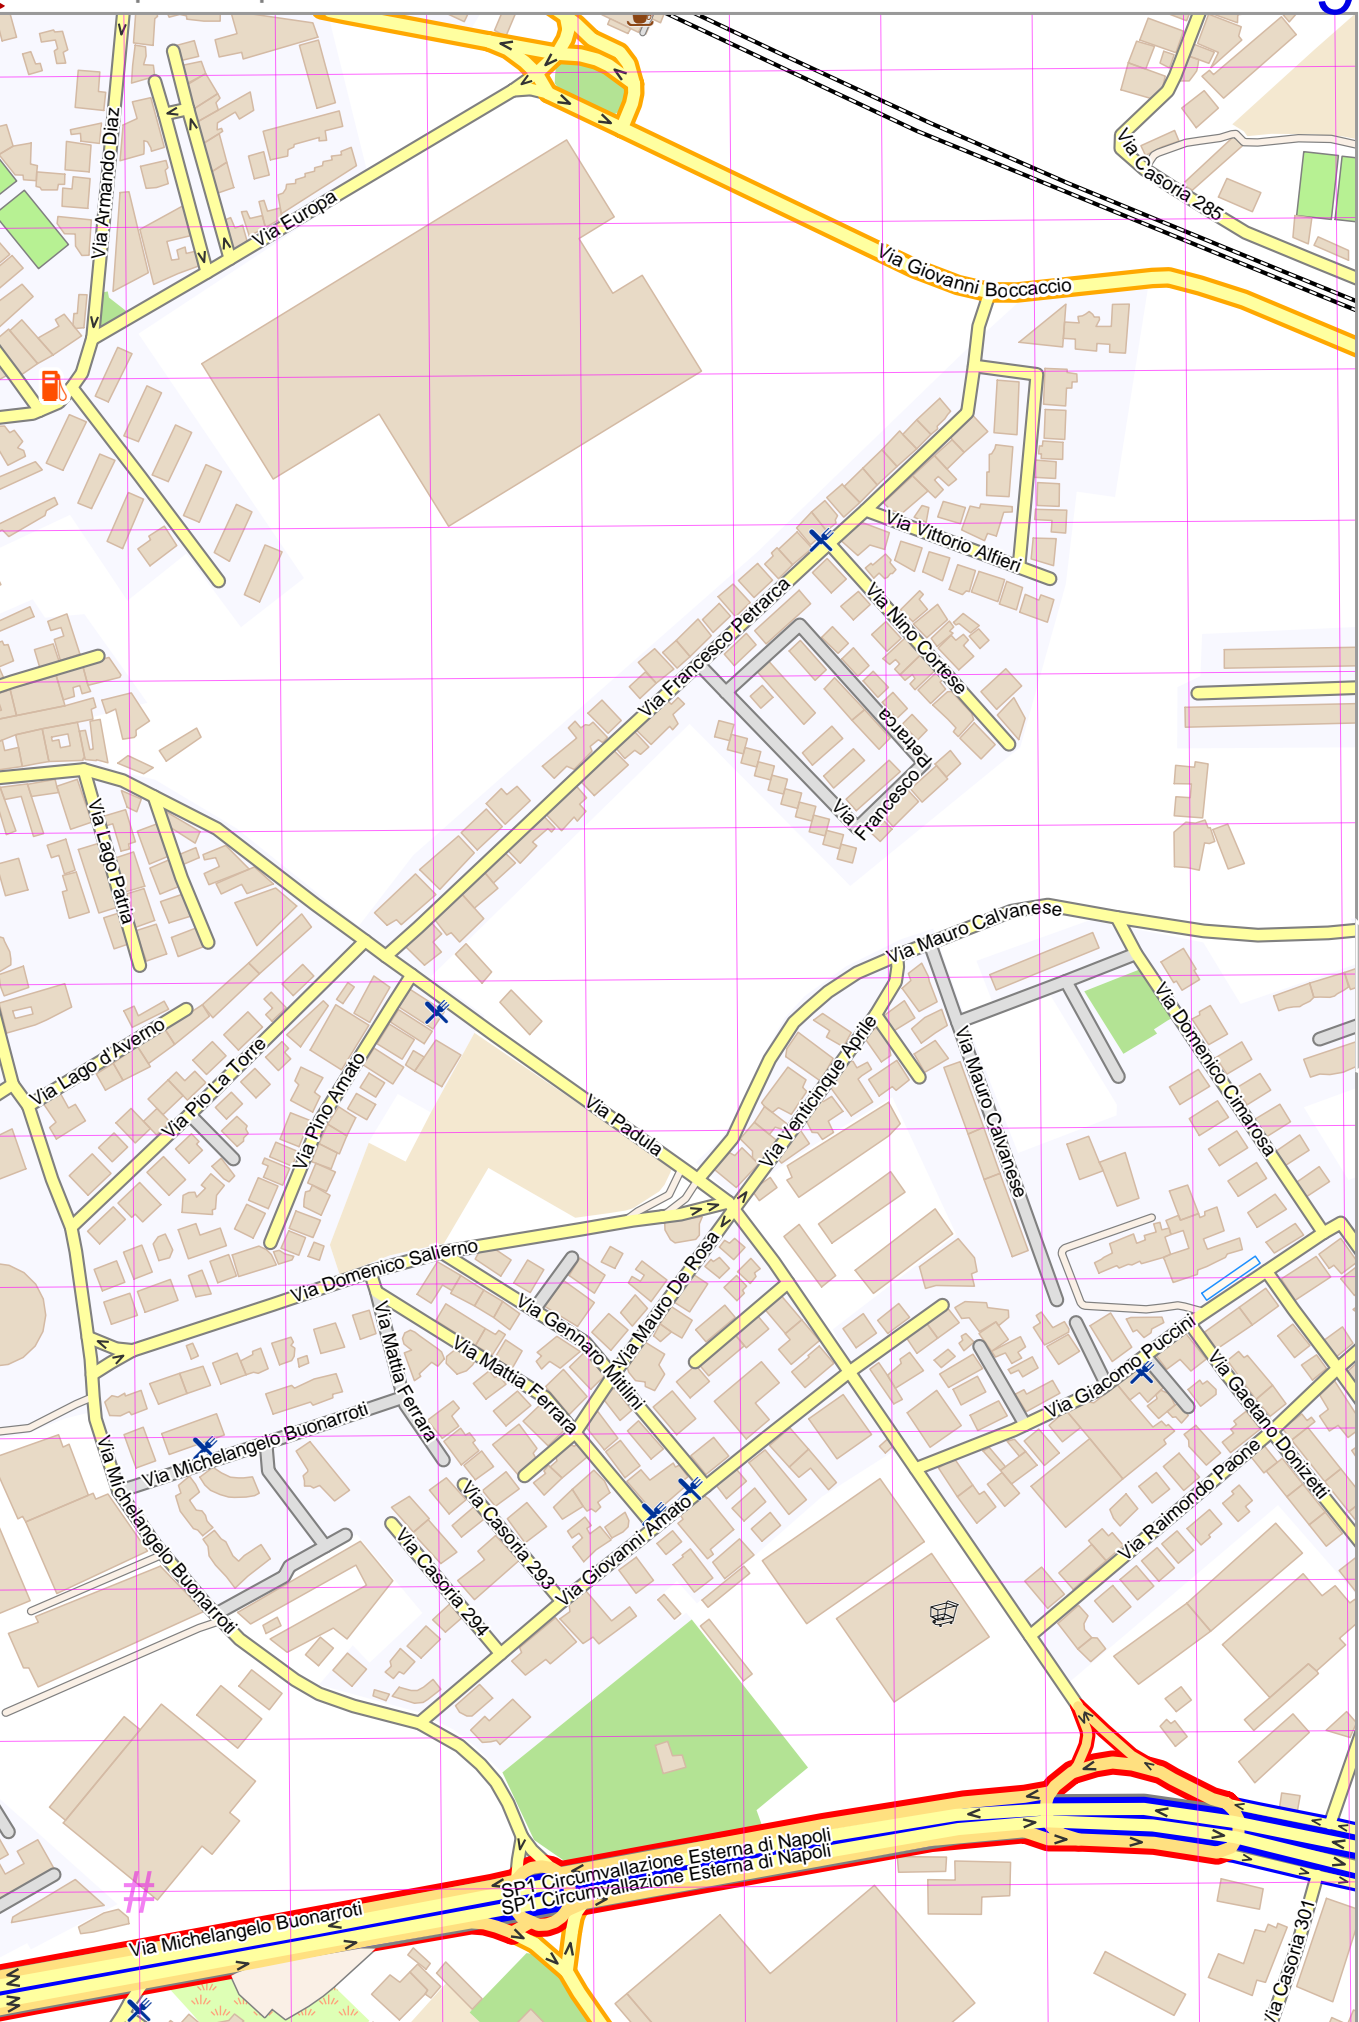 Via Armando Diaz
Via Europa
Via Casoria 285
Via Giovanni Boccaccio
Via Vittorio Alfieri
Via Nino Cortese
Via Francesco Petrarca
Via Francesco Petrarca
Via Lago Patria
Via Mauro Calvanese
Via Lago d'Averno
Via Pio La Torre
Via Pino Amato
Via Padula
Via Venticinque Aprile
Via Mauro Calvanese
Via Domenico Cimarosa
Via Domenico Salierno
Via Mauro De Rosa
Via Gennaro Mitilini
Via Mattia Ferrara
Via Mattia Ferrara
Via Giacomo Puccini
Via Gaetano Donizetti
Via Raimondo Paone
Via Michelangelo Buonarroti
Via Michelangelo Buonarroti
Via Casoria 293
Via Casoria 294
Via Giovanni Amato
SP1 Circumvallazione Esterna di Napoli
SP1 Circumvallazione Esterna di Napoli
#
Via Michelangelo Buonarroti
Via Casoria 301